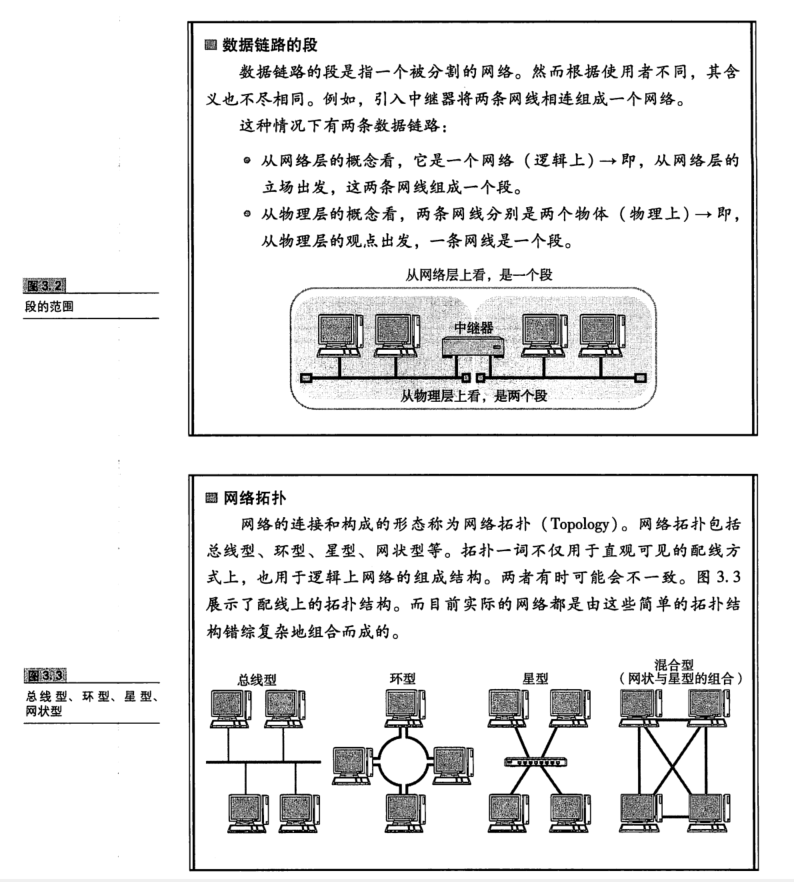 数据链路的段
数据链路的段是指一个被分割的网络。然而根据使用者不同，其含
义也不尽相同。例如，引入中继器将两条网线相连组成一个网络。
这种情况下有两条数据链路：
从网络层的概念看，它是一个网络（逻辑上）→即，从网络层的
立场出发，这两条网线组成一个段。
从物理层的概念看，两条网线分别是两个物体（物理上）→即，
从物理层的观点出发，一条网线是一个段。
图3.2
段的范围
从网络层上看，是一个段
中继器
从物理层上看，是两个段
网络拓扑
网络的连接和构成的形态称为网络拓扑（Topology）。网络拓扑包括
总线型、环型、星型、网状型等。拓扑一词不仅用于直观可见的配线方
式上，也用于逻辑上网络的组成结构。两者有时可能会不一致。图 3.3
展示了配线上的拓扑结构。而目前实际的网络都是由这些简单的拓扑结
构错综复杂地组合而成的。
图3.3
总线型、环型、星型、
网状型
总线型
环型
星型
混合型
（网状与星型的组合）